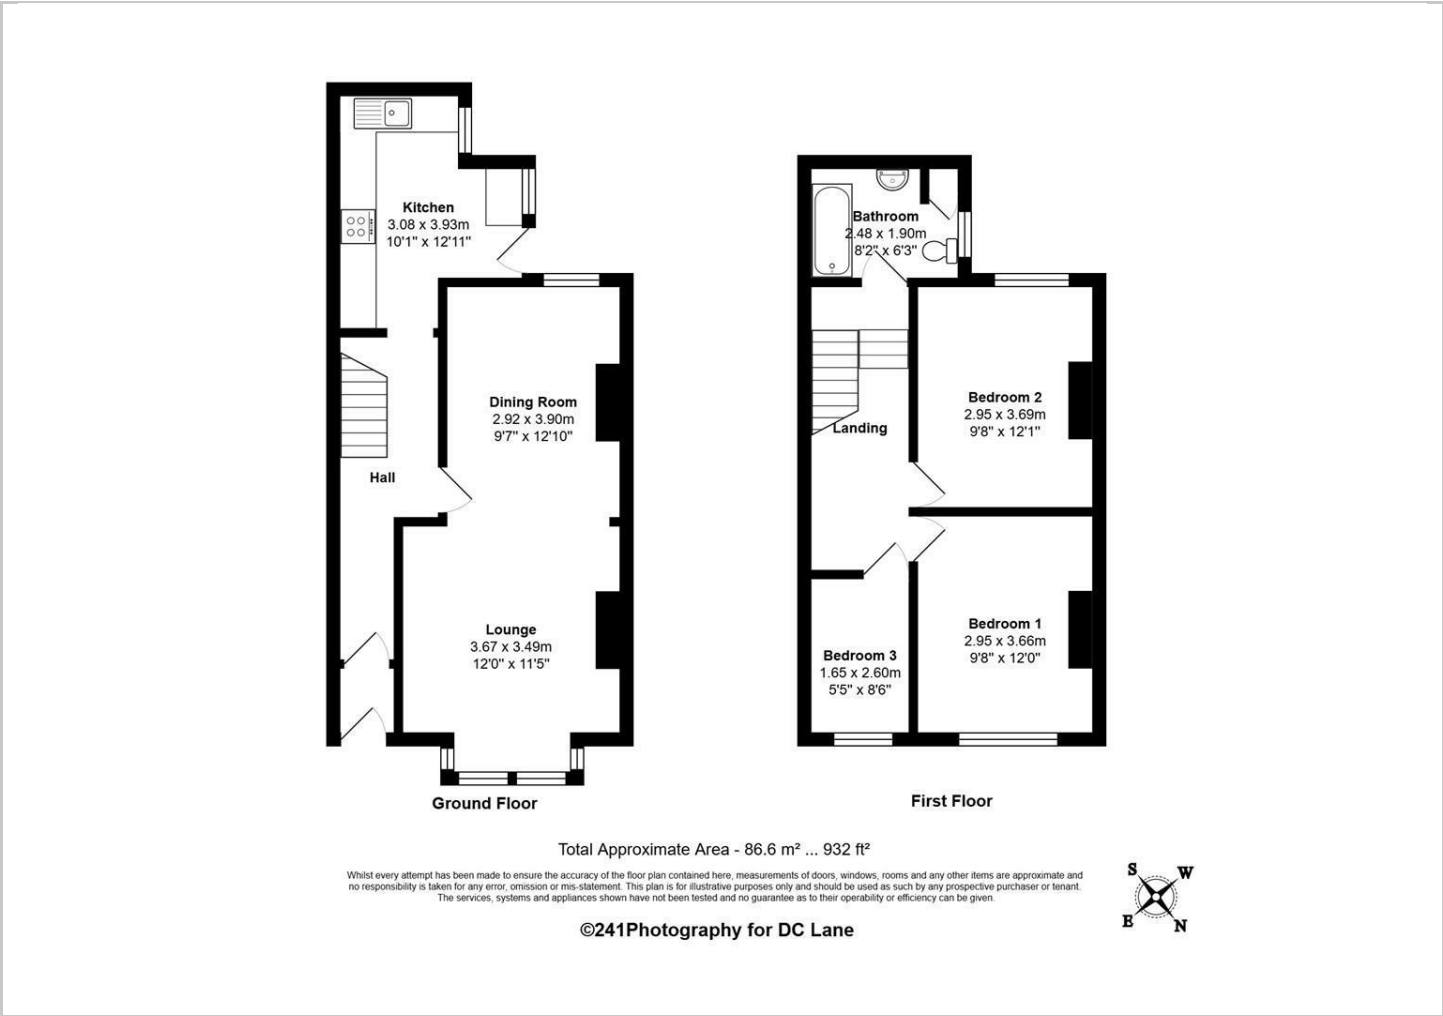 Kitchen
3.08 x 3.93m
10'1" x 12'11"
Dining Room
2.92 x 3.90m
9'7" x 12'10"
Hall
Lounge
3.67 x 3.49m
12'0" x 11'5"
Ground Floor
Bathroom
2.48 x 1.90m
8'2" x 6'3"
Bedroom 2
2.95 x 3.69m
9'8" x 12'1"
Landing
Bedroom 1
2.95 x 3.66m
9'8" x 12'0"
Bedroom 3
1.65 x 2.60m
5'5" x 8'6"
First Floor
Total Approximate Area - 86.6 m² ... 932 ft²
Whilst every attempt has been made to ensure the accuracy of the floor plan contained here, measurements of doors, windows, rooms and any other items are approximate and
no responsibility is taken for any error, omission or mis-statement. This plan is for illustrative purposes only and should be used as such by any prospective purchaser or tenant.
The services, systems and appliances shown have not been tested and no guarantee as to their operability or efficiency can be given.
©241Photography for DC Lane
S W
E N